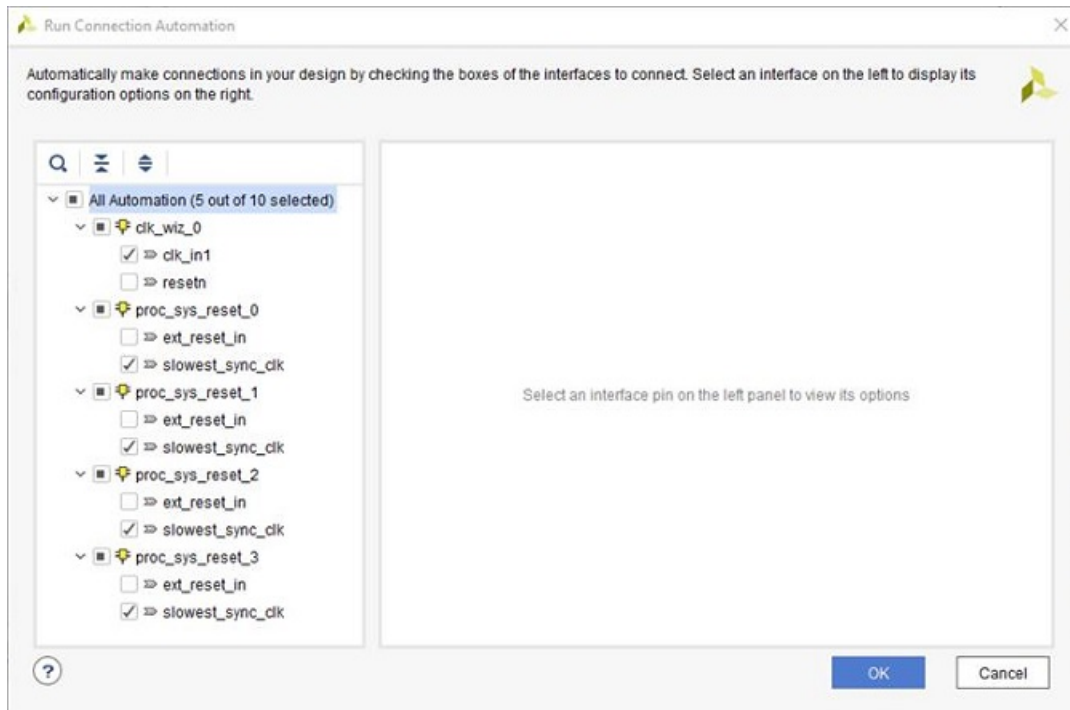 Run Connection Automation
Automatically make connections in your design by checking the boxes of the interfaces to connect. Select an interface on the left to display its
configuration options on the right.
All Automation (5 out of 10 selected)
clk_wiz_0
clk_in1
resetn
proc_sys_reset_0
ext_reset_in
slowest_sync_clk
proc_sys_reset_1
ext_reset_in
slowest_sync_clk
proc_sys_reset_2
ext_reset_in
slowest_sync_clk
proc_sys_reset_3
ext_reset_in
slowest_sync_clk
Select an interface pin on the left panel to view its options
?
OK
Cancel